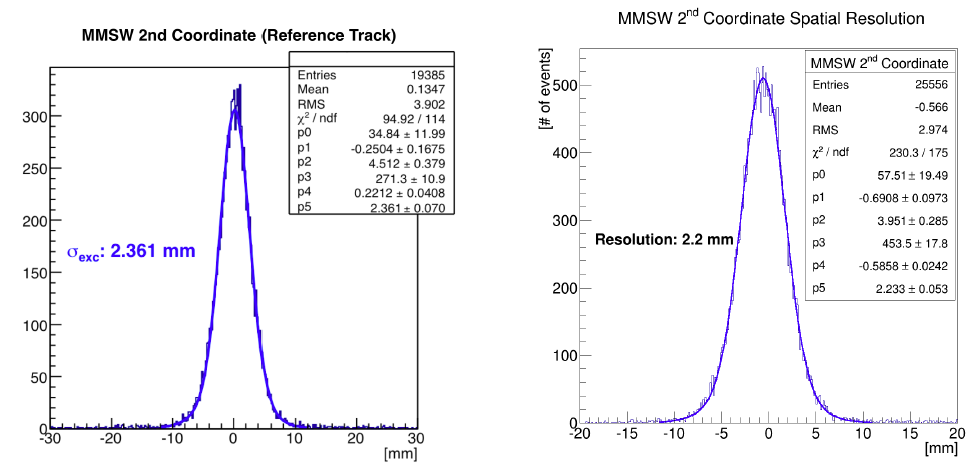 MMSW 2nd Coordinate (Reference Track)
Entries 19385
Mean 0.1347
RMS 3.902
χ² / ndf 94.92 / 114
p0 34.84 ± 11.99
p1 -0.2504 ± 0.1675
p2 4.512 ± 0.379
p3 271.3 ± 10.9
p4 0.2212 ± 0.0408
p5 2.361 ± 0.070
300
250
200
150
100
50
0
σexc: 2.361 mm
-30 -20 -10 0 10 20 30
[mm]
MMSW 2nd Coordinate Spatial Resolution
[# of events]
MMSW 2nd Coordinate
Entries 25556
Mean -0.566
RMS 2.974
χ² / ndf 230.3 / 175
p0 57.51 ± 19.49
p1 -0.6908 ± 0.0973
p2 3.951 ± 0.285
p3 453.5 ± 17.8
p4 -0.5858 ± 0.0242
p5 2.233 ± 0.053
500
400
300
200
100
0
Resolution: 2.2 mm
-20 -15 -10 -5 0 5 10 15 20
[mm]